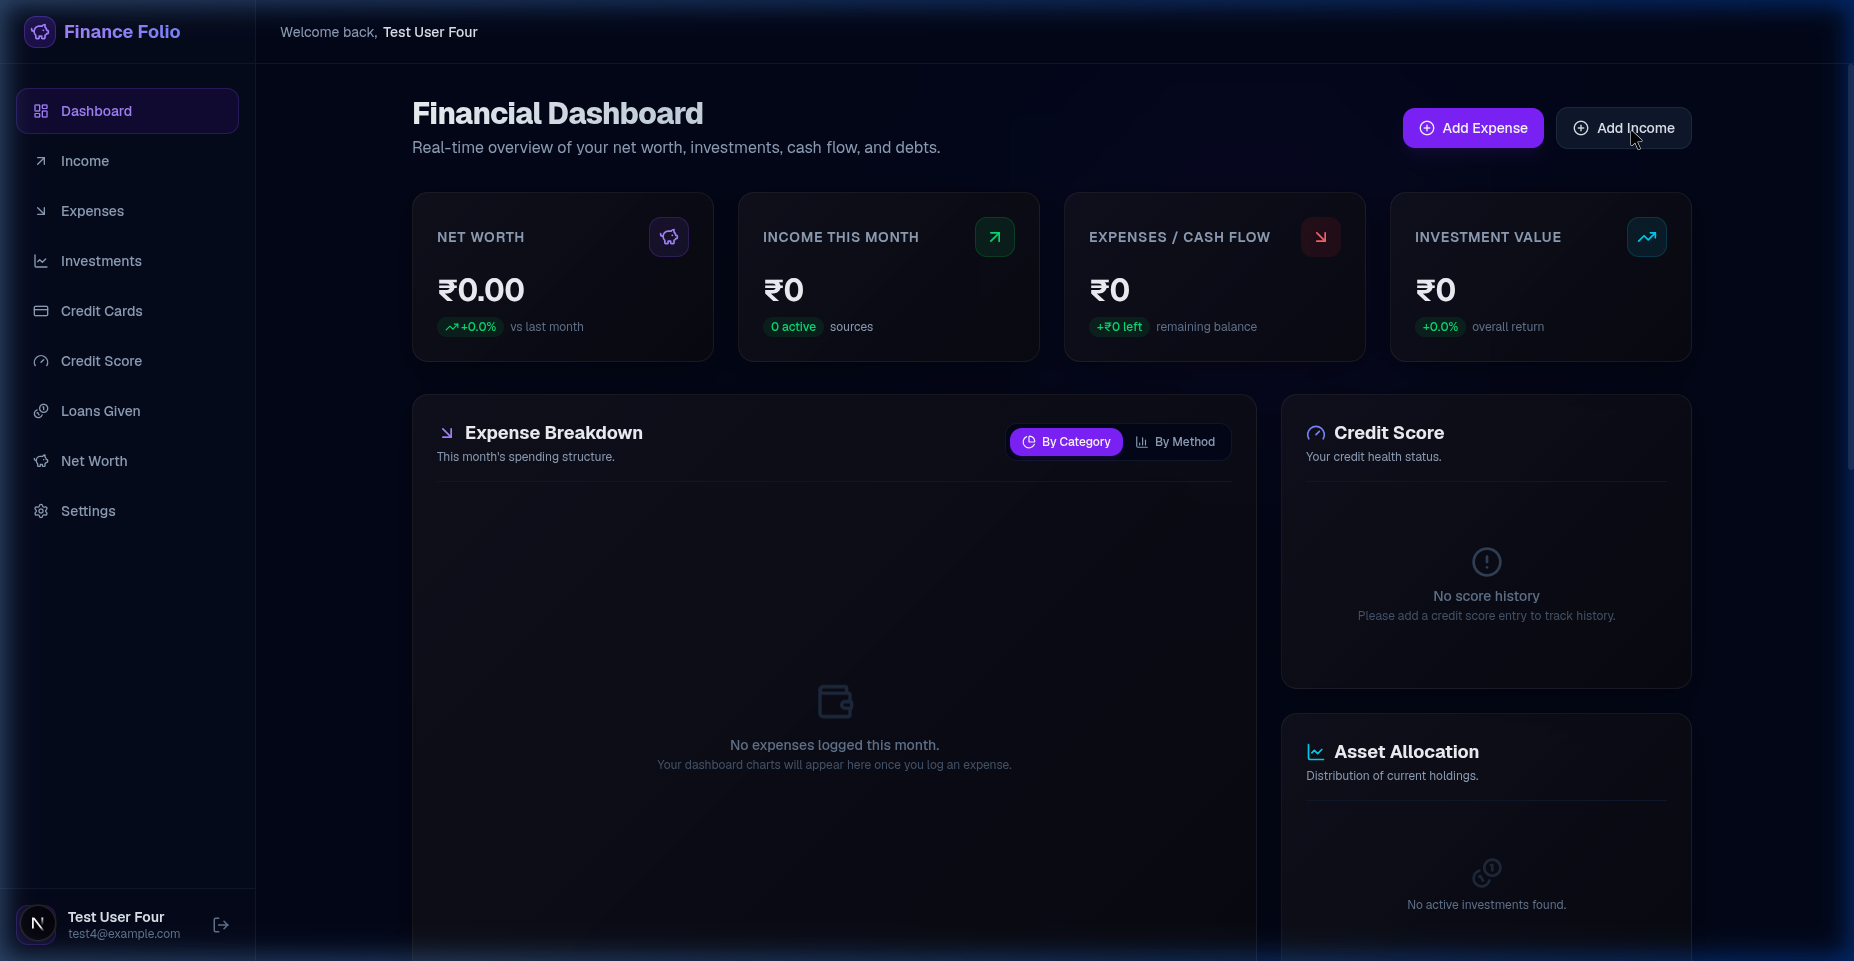 Finance Folio
Welcome back, Test User Four
Dashboard
Income
Expenses
Investments
Credit Cards
Credit Score
Loans Given
Net Worth
Settings
Test User Four
test4@example.com
N
Financial Dashboard
Real-time overview of your net worth, investments, cash flow, and debts.
Add Expense
Add Income
NET WORTH
₹0.00
+0.0% vs last month
INCOME THIS MONTH
₹0
0 active sources
EXPENSES / CASH FLOW
₹0
+₹0 left remaining balance
INVESTMENT VALUE
₹0
+0.0% overall return
Expense Breakdown
This month's spending structure.
By Category
By Method
No expenses logged this month.
Your dashboard charts will appear here once you log an expense.
Credit Score
Your credit health status.
No score history
Please add a credit score entry to track history.
Asset Allocation
Distribution of current holdings.
No active investments found.